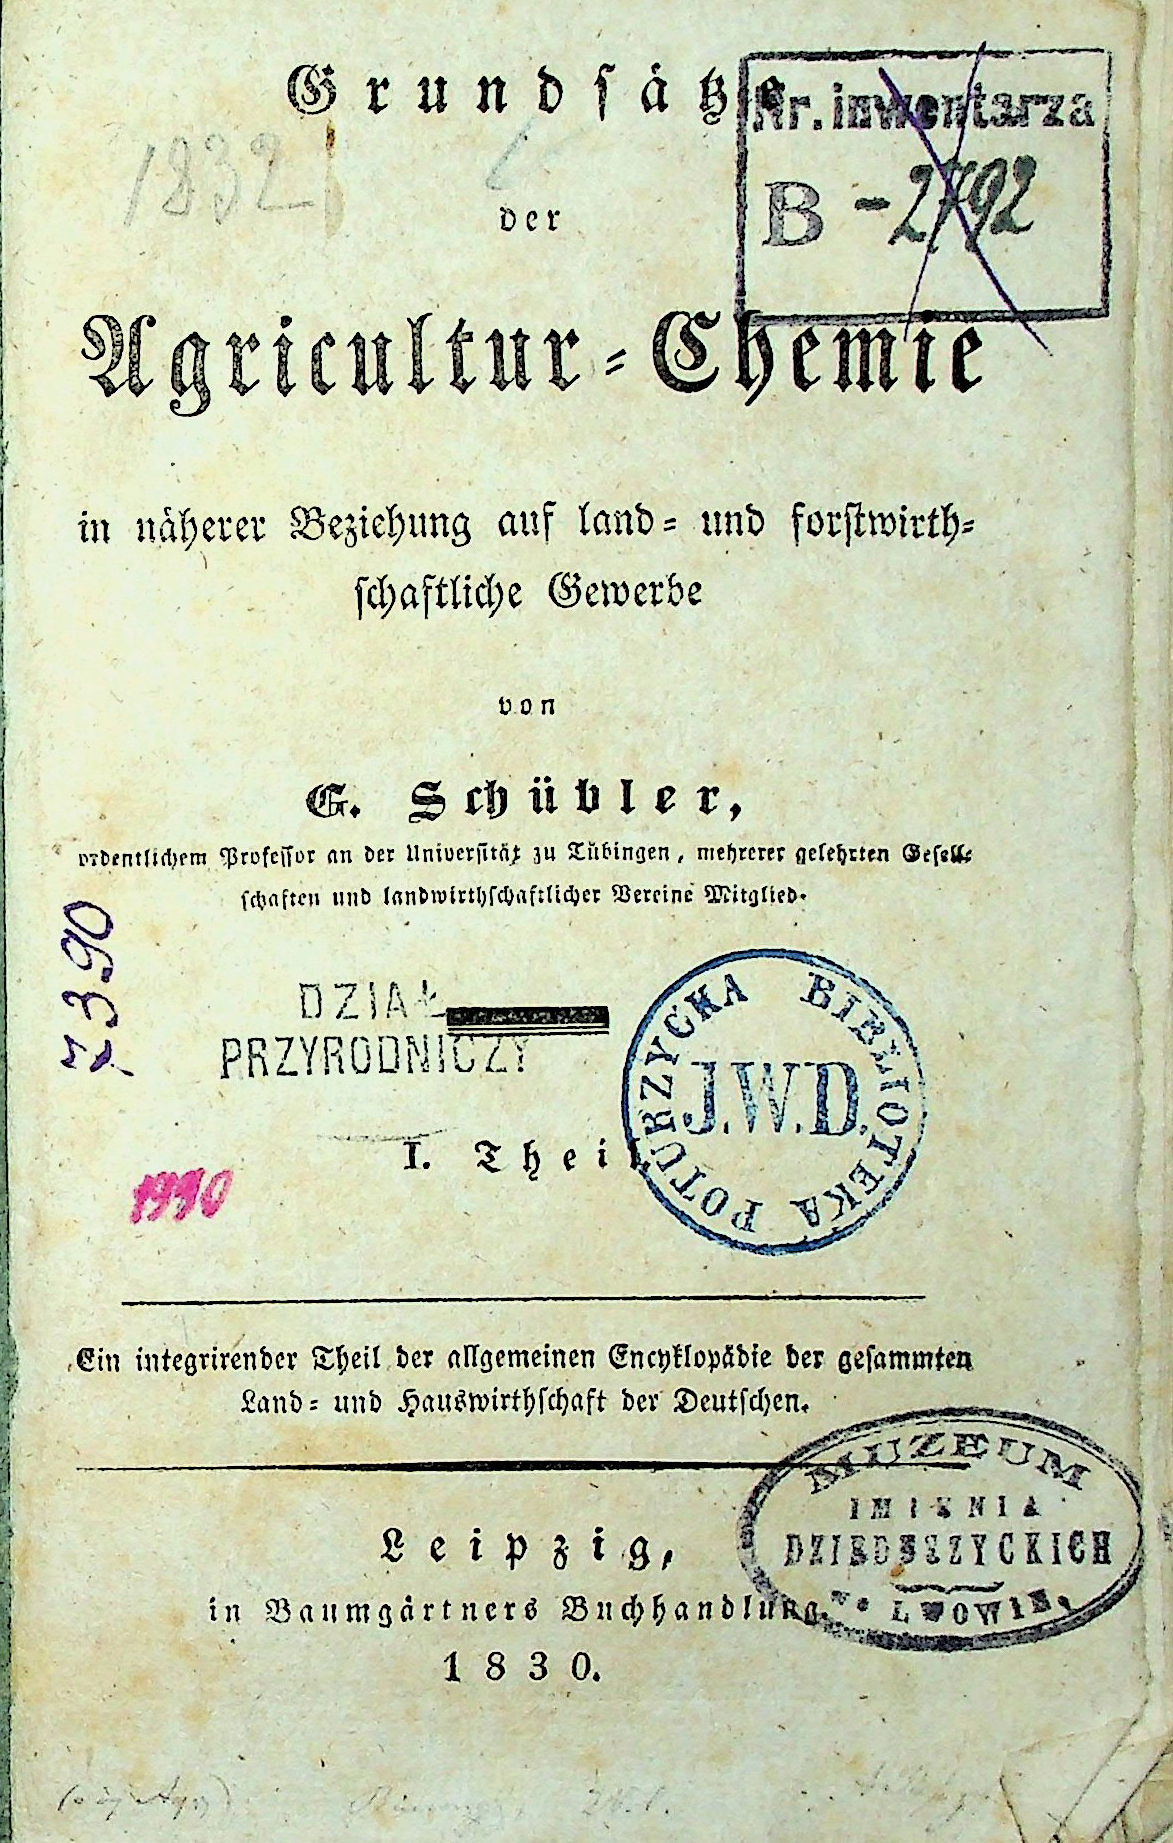 Grundsätze
Nr. inwentarza
1832
B - 2792
der
Agricultur-Chemie
in näherer Beziehung auf land- und forstwirth-
schaftliche Gewerbe
von
G. Schübler,
ordentlichem Professor an der Universität zu Tübingen, mehrerer gelehrten Gesell-
schaften und landwirthschaftlicher Vereine Mitglied.
7390
DZIAŁ
PRZYRODNICZY
BIBLIOTEKA POTURZYCKA
J.W.D.
I. Theil
1990
Ein integrirender Theil der allgemeinen Encyklopädie der gesammten
Land- und Hauswirthschaft der Deutschen.
MUZEUM
IMIENIA
DZIEDUSZYCKICH
LWOWIE.
Leipzig,
in Baumgärtners Buchhandlung.
1830.